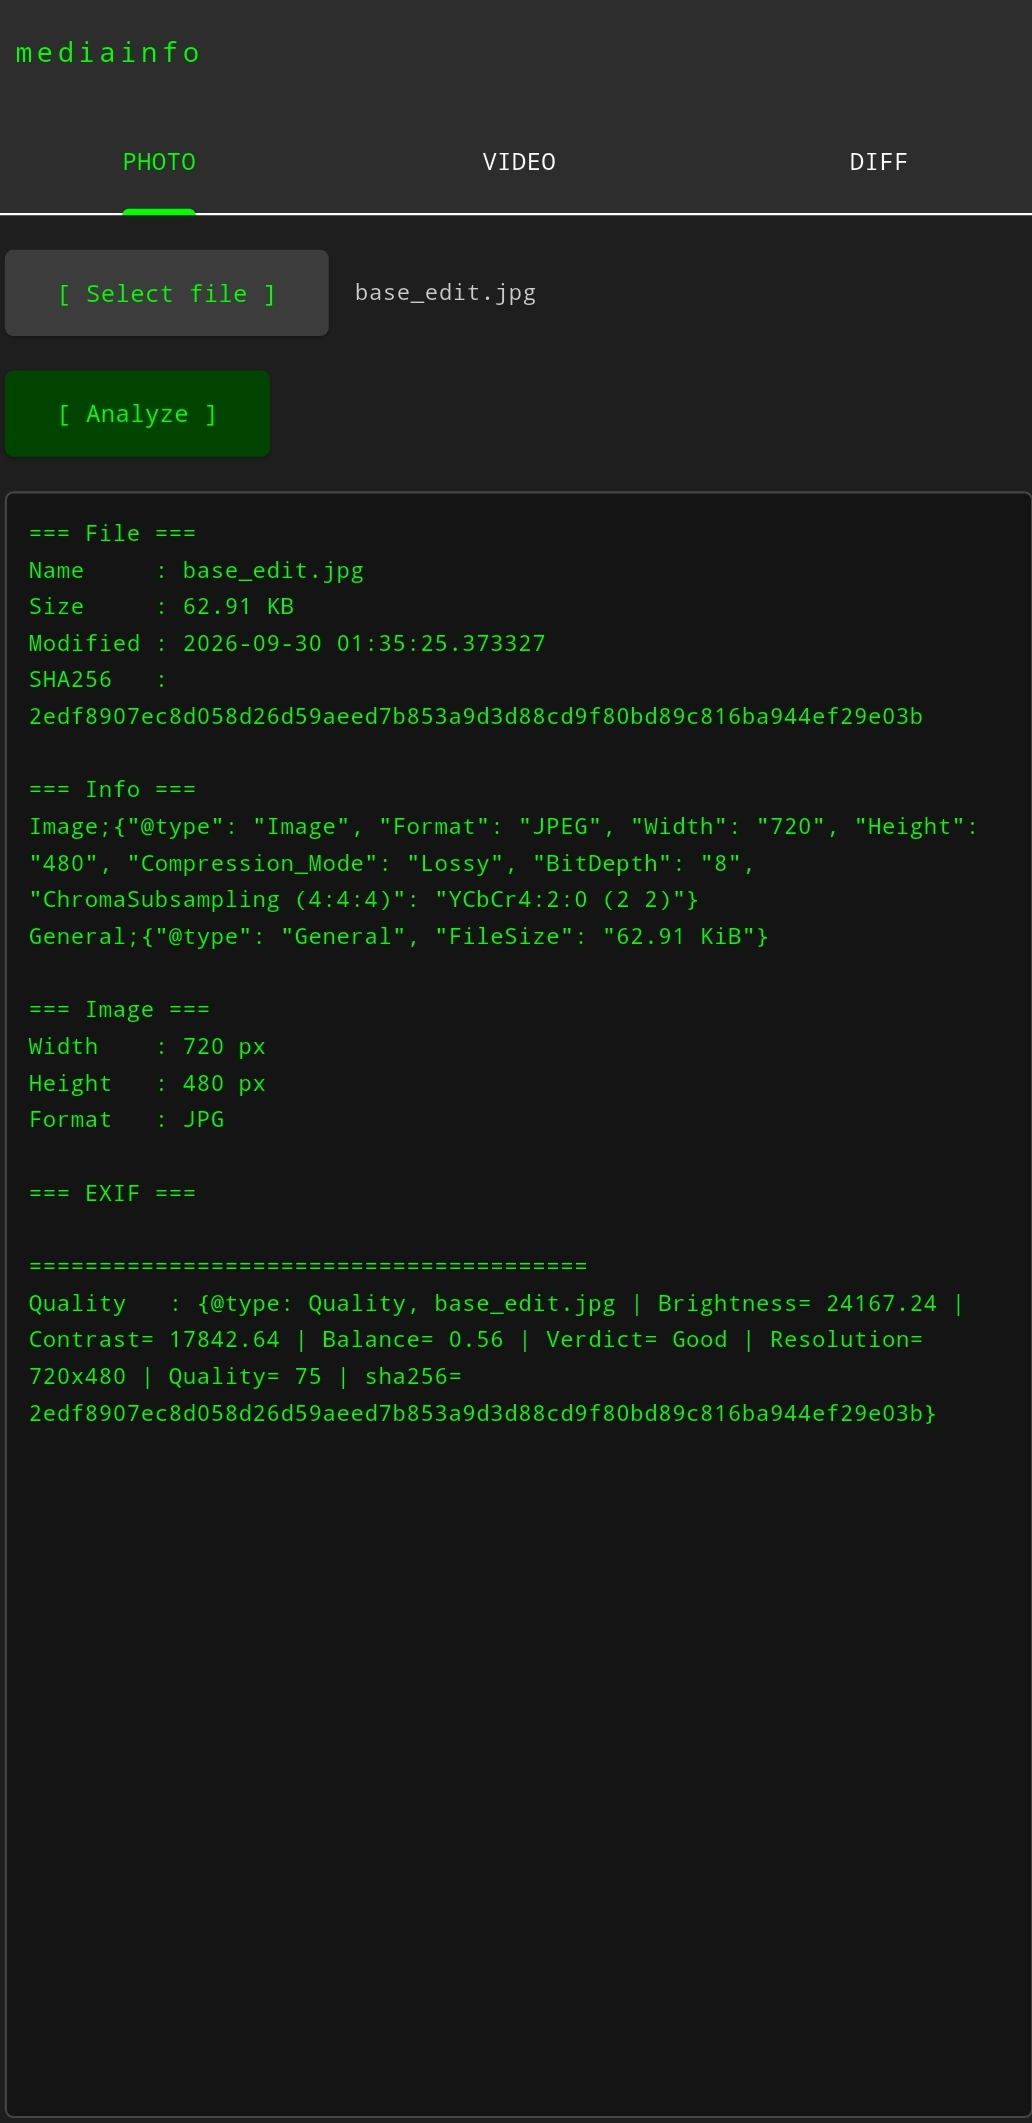 mediainfo
PHOTO VIDEO DIFF
[ Select file ] base_edit.jpg
[ Analyze ]
=== File ===
Name     : base_edit.jpg
Size     : 62.91 KB
Modified : 2026-09-30 01:35:25.373327
SHA256   :
2edf8907ec8d058d26d59aeed7b853a9d3d88cd9f80bd89c816ba944ef29e03b
=== Info ===
Image;{"@type": "Image", "Format": "JPEG", "Width": "720", "Height":
"480", "Compression_Mode": "Lossy", "BitDepth": "8",
"ChromaSubsampling (4:4:4)": "YCbCr4:2:0 (2 2)"}
General;{"@type": "General", "FileSize": "62.91 KiB"}
=== Image ===
Width    : 720 px
Height   : 480 px
Format   : JPG
=== EXIF ===
========================================
Quality   : {@type: Quality, base_edit.jpg | Brightness= 24167.24 |
Contrast= 17842.64 | Balance= 0.56 | Verdict= Good | Resolution=
720x480 | Quality= 75 | sha256=
2edf8907ec8d058d26d59aeed7b853a9d3d88cd9f80bd89c816ba944ef29e03b}